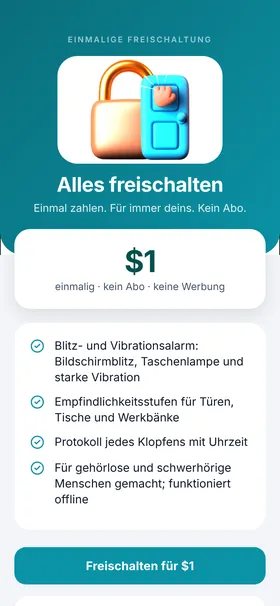 EINMALIGE FREISCHALTUNG
Alles freischalten
Einmal zahlen. Für immer deins. Kein Abo.
$1
einmalig · kein Abo · keine Werbung
Blitz- und Vibrationsalarm:
Bildschirmblitz, Taschenlampe und
starke Vibration
Empfindlichkeitsstufen für Türen,
Tische und Werkbänke
Protokoll jedes Klopfens mit Uhrzeit
Für gehörlose und schwerhörige
Menschen gemacht; funktioniert
offline
Freischalten für $1